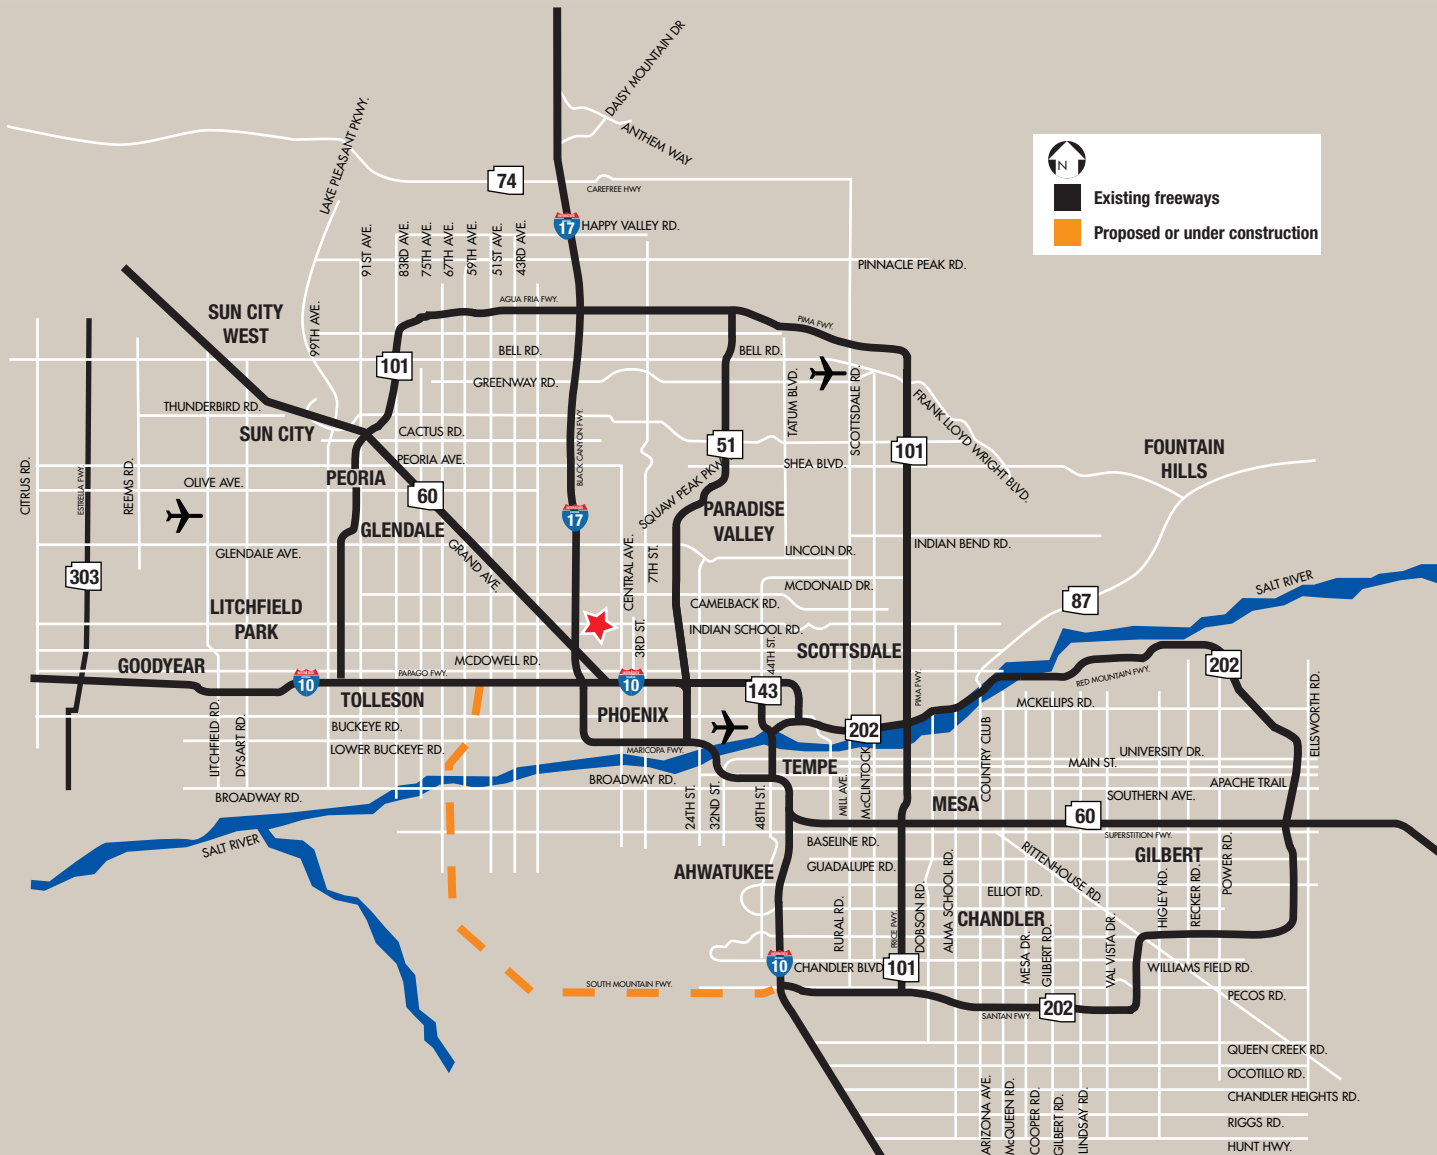 DAISY MOUNTAIN DR
ANTHEM WAY
LAKE PLEASANT PKWY.
74
CAREFREE HWY
N
Existing freeways
Proposed or under construction
17
HAPPY VALLEY RD.
91ST AVE.
83RD AVE.
75TH AVE.
67TH AVE.
59TH AVE.
51ST AVE.
43RD AVE.
PINNACLE PEAK RD.
SUN CITY
WEST
99TH AVE.
AGUA FRIA FWY.
PIMA FWY.
101
BELL RD.
BELL RD.
GREENWAY RD.
TATUM BLVD.
SCOTTSDALE RD.
FRANK LLOYD WRIGHT BLVD.
THUNDERBIRD RD.
SUN CITY
CACTUS RD.
PEORIA AVE.
BLACK CANYON FWY.
51
101
SHEA BLVD.
FOUNTAIN
HILLS
CITRUS RD.
ESTRELLA FWY.
REEMS RD.
OLIVE AVE.
PEORIA
60
GLENDALE
17
SQUAW PEAK PKW
PARADISE
VALLEY
GLENDALE AVE.
GRAND AVE.
CENTRAL AVE.
7TH ST.
LINCOLN DR.
INDIAN BEND RD.
303
MCDONALD DR.
SALT RIVER
LITCHFIELD
PARK
CAMELBACK RD.
87
INDIAN SCHOOL RD.
3RD ST.
44TH ST.
SCOTTSDALE
GOODYEAR
MCDOWELL RD.
PAPAGO FWY.
10
10
143
PIMA FWY.
RED MOUNTAIN FWY.
202
TOLLESON
PHOENIX
MCKELLIPS RD.
ELLSWORTH RD.
LITCHFIELD RD.
DYSART RD.
BUCKEYE RD.
LOWER BUCKEYE RD.
MARICOPA FWY.
202
COUNTRY CLUB
UNIVERSITY DR.
MAIN ST.
TEMPE
BROADWAY RD.
APACHE TRAIL
BROADWAY RD.
24TH ST.
32ND ST.
48TH ST.
MILL AVE.
McCLINTOCK
MESA
SOUTHERN AVE.
60
SUPERSTITION FWY.
SALT RIVER
BASELINE RD.
GUADALUPE RD.
AHWATUKEE
RITTENHOUSE RD.
GILBERT
RURAL RD.
PRICE FWY.
DOBSON RD.
ALMA SCHOOL RD.
ELLIOT RD.
CHANDLER
HIGLEY RD.
RECKER RD.
POWER RD.
MESA DR.
GILBERT RD.
VAL VISTA DR.
10
CHANDLER BLVD
101
WILLIAMS FIELD RD.
SOUTH MOUNTAIN FWY.
PECOS RD.
SANTAN FWY.
202
QUEEN CREEK RD.
OCOTILLO RD.
CHANDLER HEIGHTS RD.
RIGGS RD.
HUNT HWY.
ARIZONA AVE.
McQUEEN RD.
COOPER RD.
GILBERT RD.
LINDSAY RD.